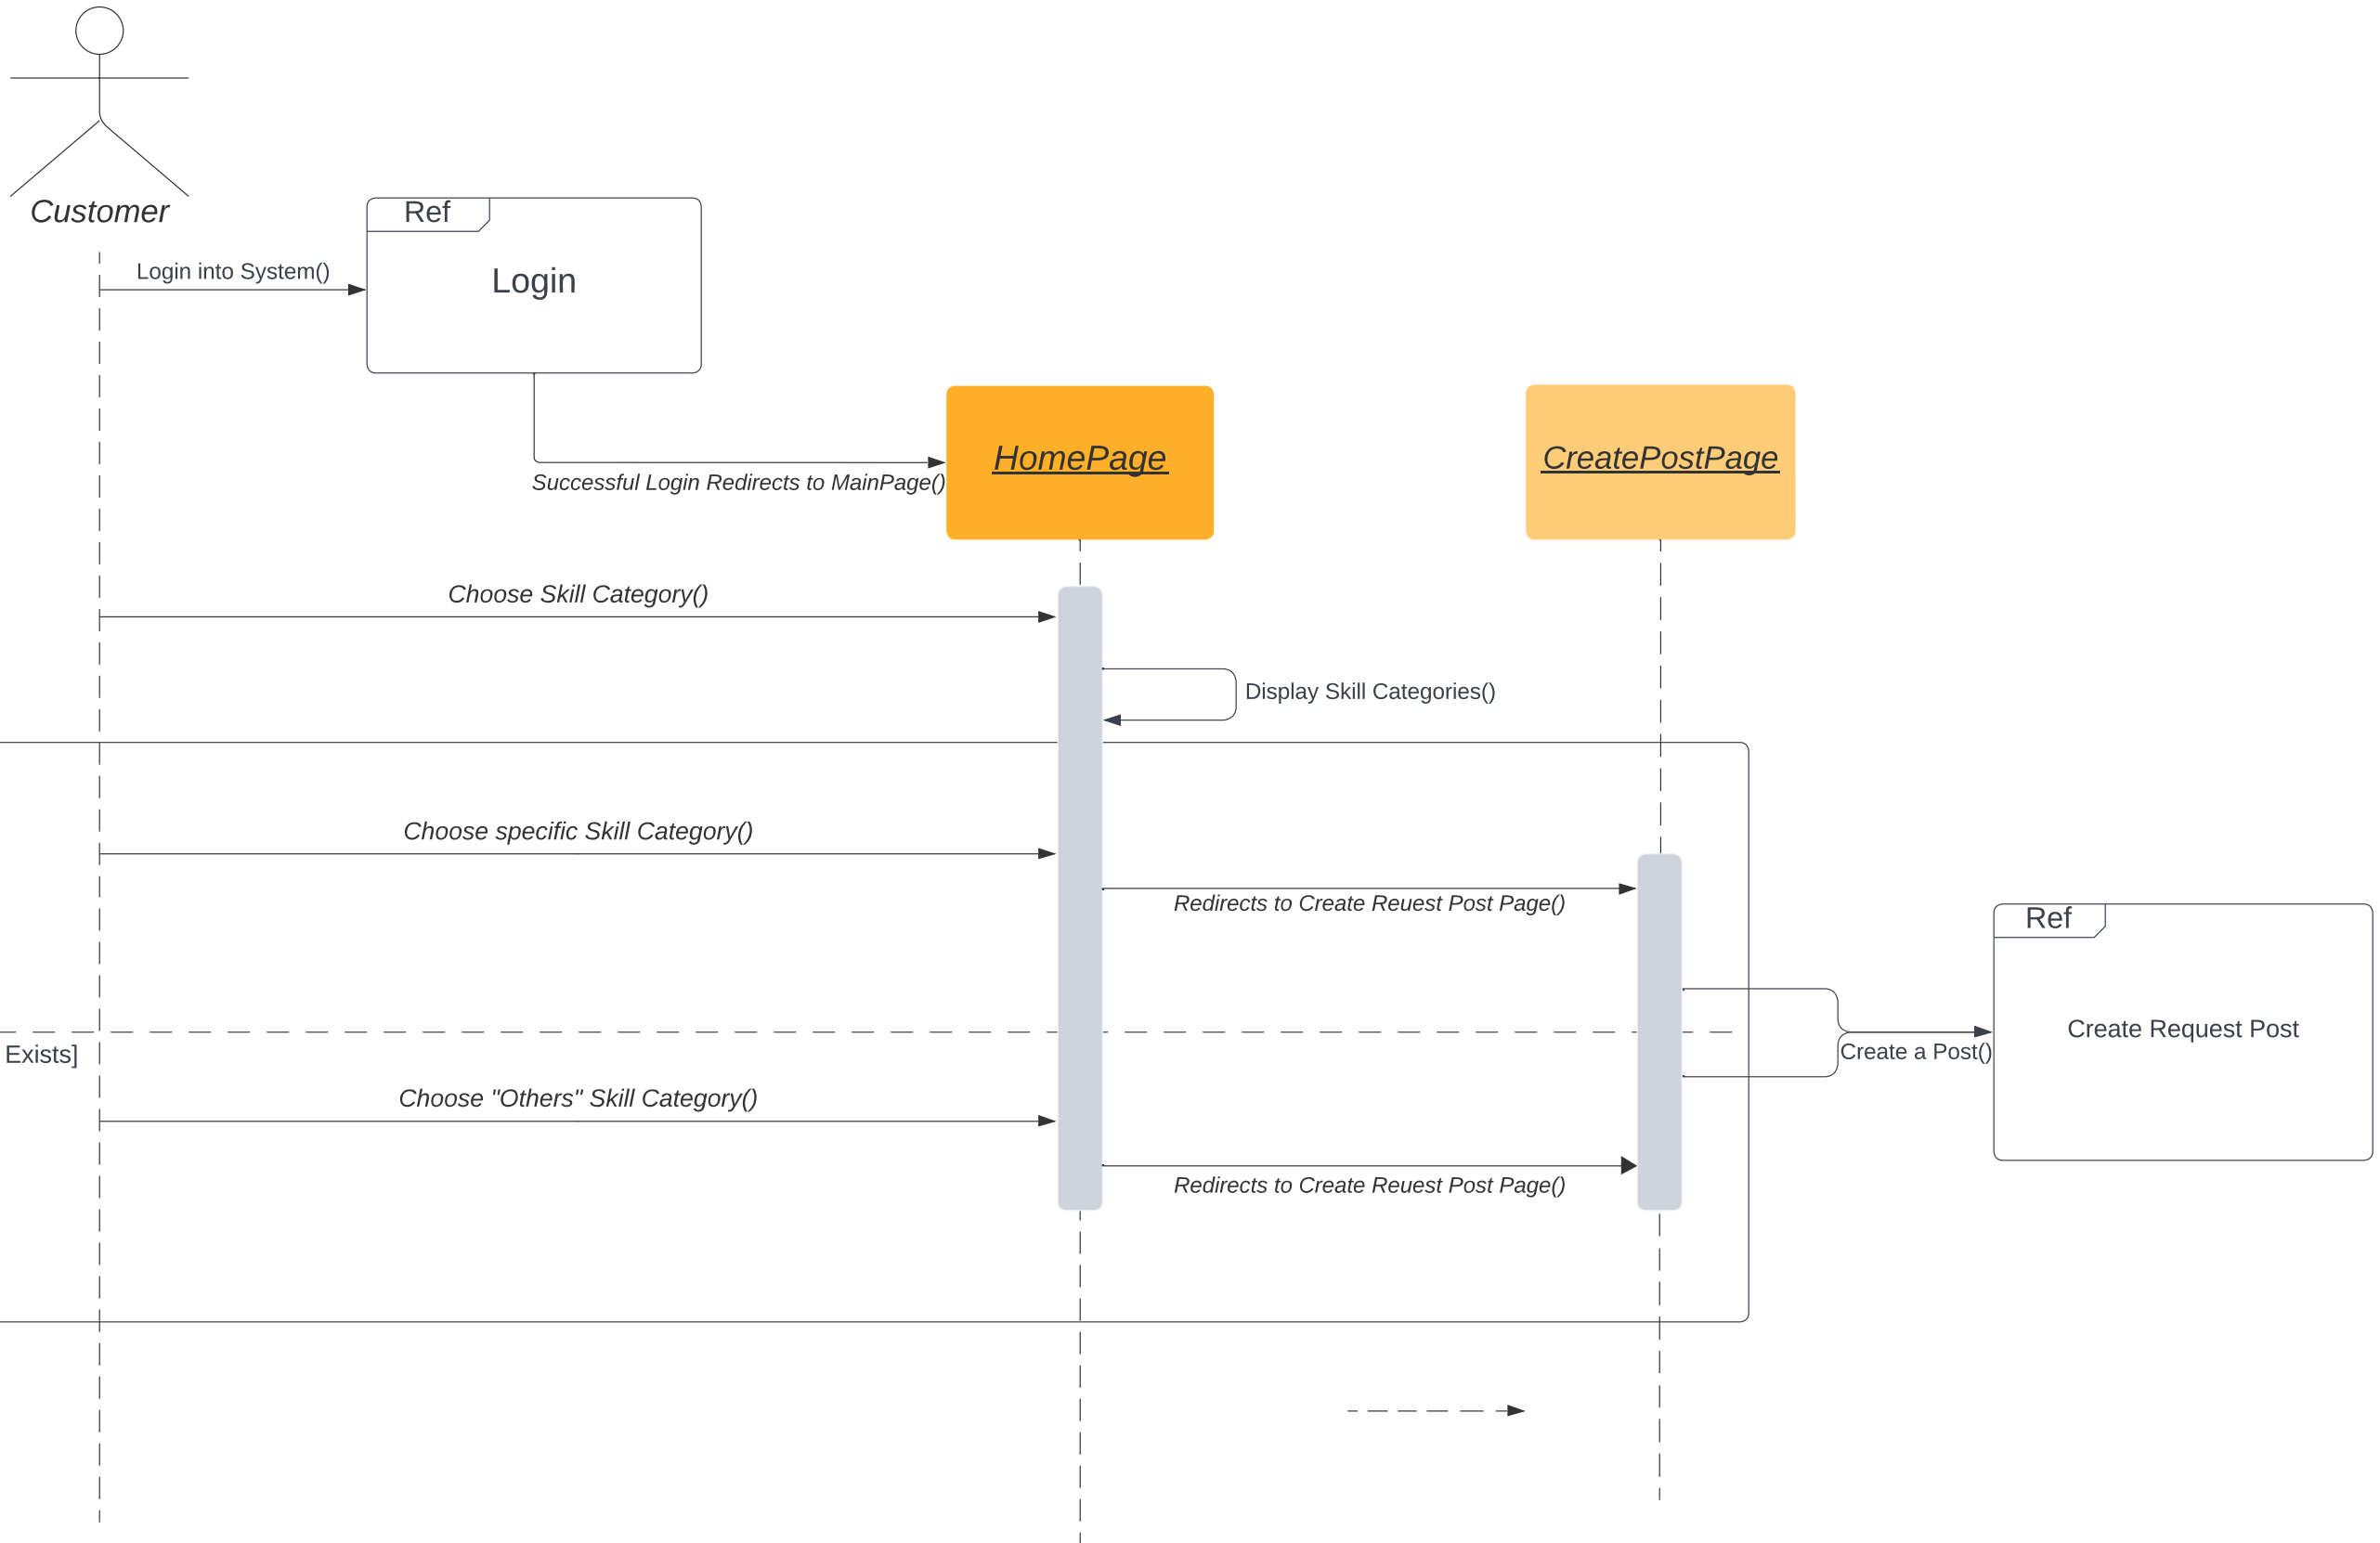 Customer
Ref
Login into System()
Login
HomePage
CreatePostPage
Successful Login Redirects to MainPage()
Choose Skill Category()
Display Skill Categories()
Choose specific Skill Category()
Redirects to Create Reuest Post Page()
Ref
Create Request Post
Exists]
Create a Post()
Choose "Others" Skill Category()
Redirects to Create Reuest Post Page()